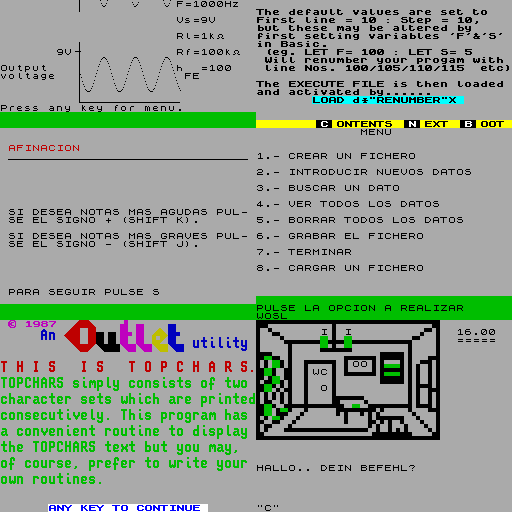 F=1000Hz
Vs=9V
Rl=1kΩ
9V
Rf=100kΩ
Output
voltage
h =100
FE
Press any key for menu.
The default values are set to
First line = 10 : Step = 10,
but these may be altered by
first setting variables 'F'&'S'
in Basic.
(eg. LET F= 100 : LET S= 5
Will renumber your progam with
line Nos. 100/105/110/115 etc)
The EXECUTE FILE is then loaded
and activated by......
LOAD d*"RENUMBER"X
C ONTENTS N EXT B OOT
AFINACION
SI DESEA NOTAS MAS AGUDAS PUL-
SE EL SIGNO + (SHIFT K).
SI DESEA NOTAS MAS GRAVES PUL-
SE EL SIGNO - (SHIFT J).
PARA SEGUIR PULSE S
MENU
1.- CREAR UN FICHERO
2.- INTRODUCIR NUEVOS DATOS
3.- BUSCAR UN DATO
4.- VER TODOS LOS DATOS
5.- BORRAR TODOS LOS DATOS
6.- GRABAR EL FICHERO
7.- TERMINAR
8.- CARGAR UN FICHERO
PULSE LA OPCION A REALIZAR
WOSL
© 1987
An Outlet utility
THIS IS TOPCHARS.
TOPCHARS simply consists of two
character sets which are printed
consecutively. This program has
a convenient routine to display
the TOPCHARS text but you may,
of course, prefer to write your
own routines.
ANY KEY TO CONTINUE
I I
16.00
=====
WC
OO
O
HALLO.. DEIN BEFEHL?
"C"